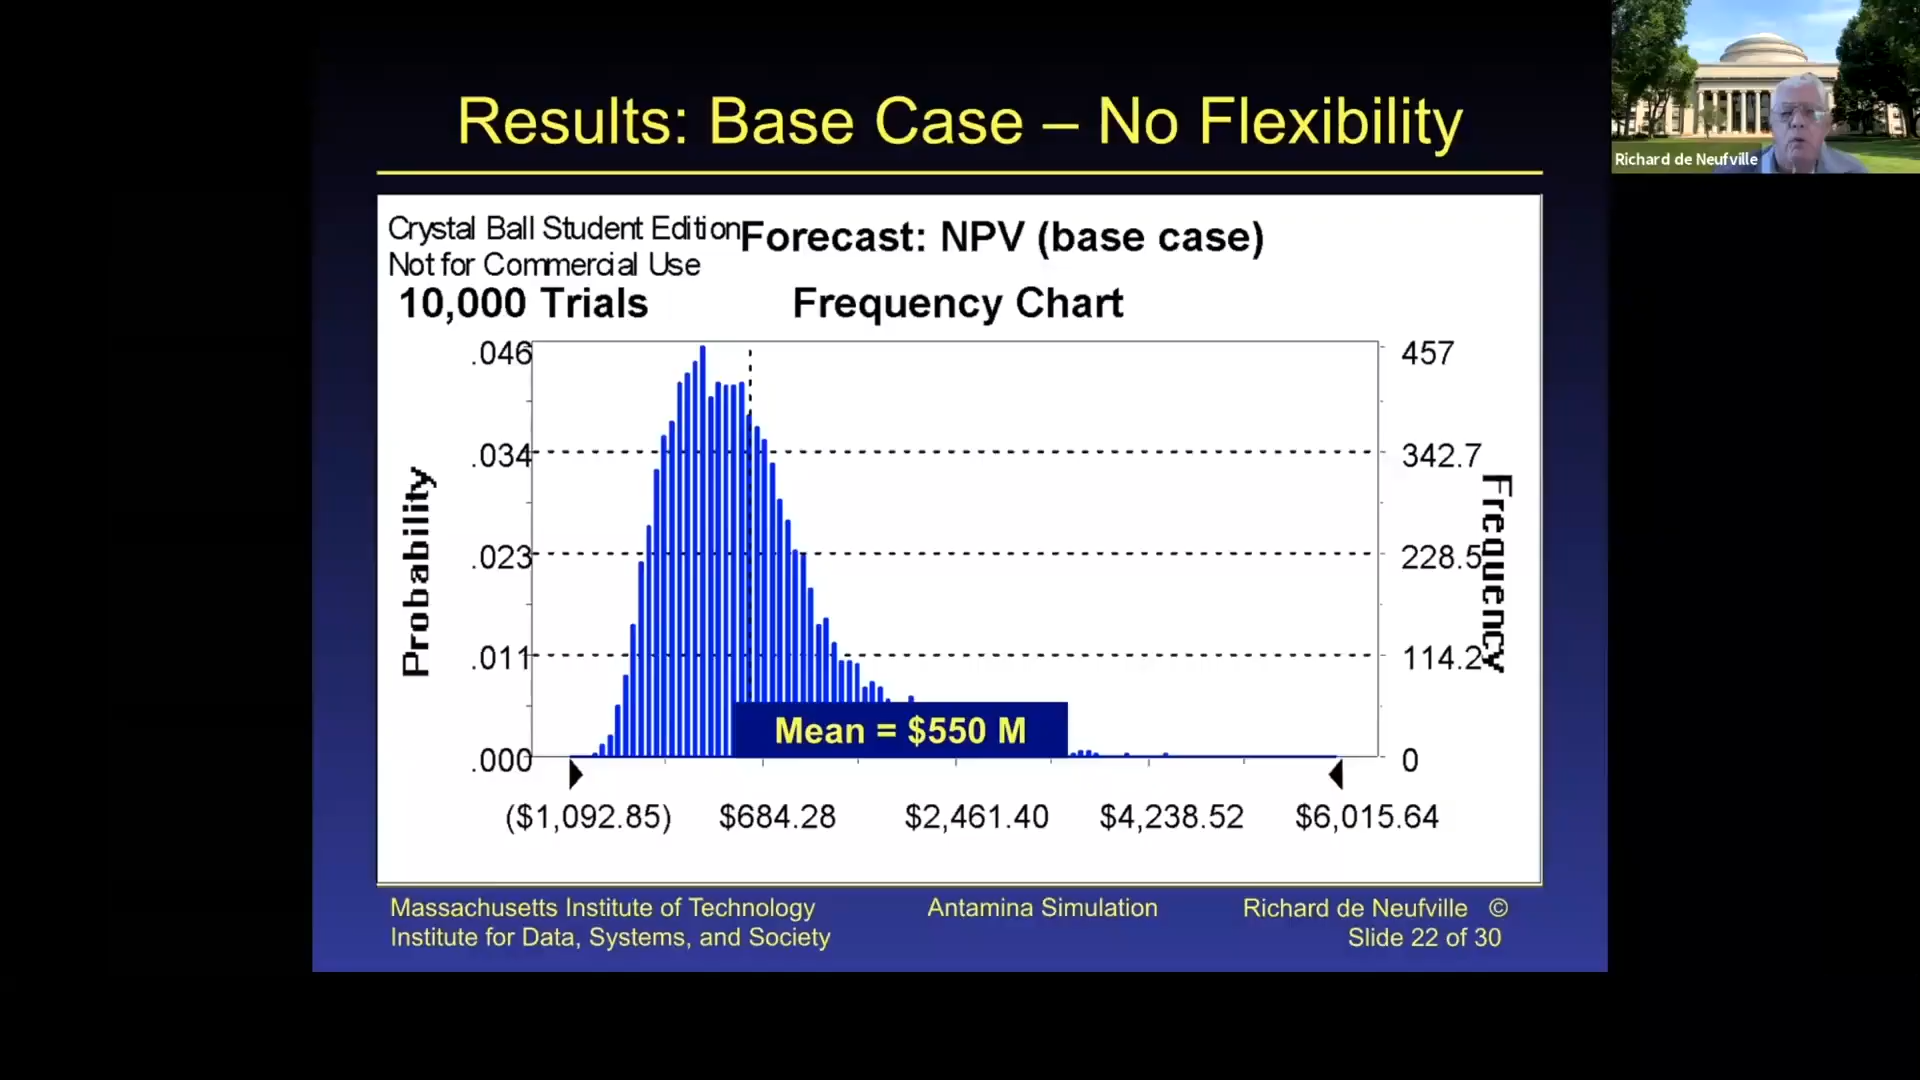 Results: Base Case – No Flexibility
Richard de Neufville
Crystal Ball Student Edition
Not for Commercial Use
Forecast: NPV (base case)
10,000 Trials
Frequency Chart
.046
.034
.023
.011
.000
Probability
457
342.7
228.5
114.2
0
Frequency
Mean = $550 M
($1,092.85) $684.28 $2,461.40 $4,238.52 $6,015.64
Massachusetts Institute of Technology
Institute for Data, Systems, and Society
Antamina Simulation
Richard de Neufville ©
Slide 22 of 30